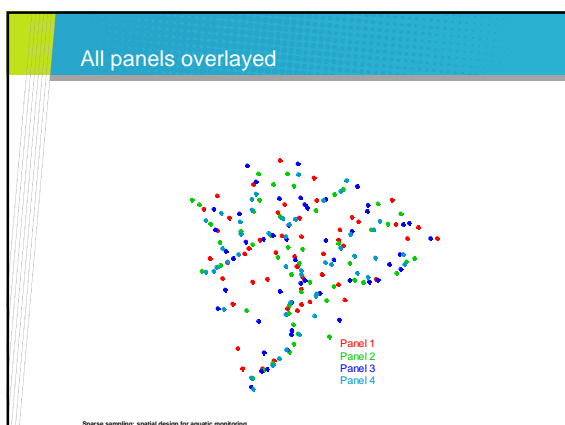 All panels overlayed
Panel 1
Panel 2
Panel 3
Panel 4
Sparse sampling: spatial design for aquatic monitoring